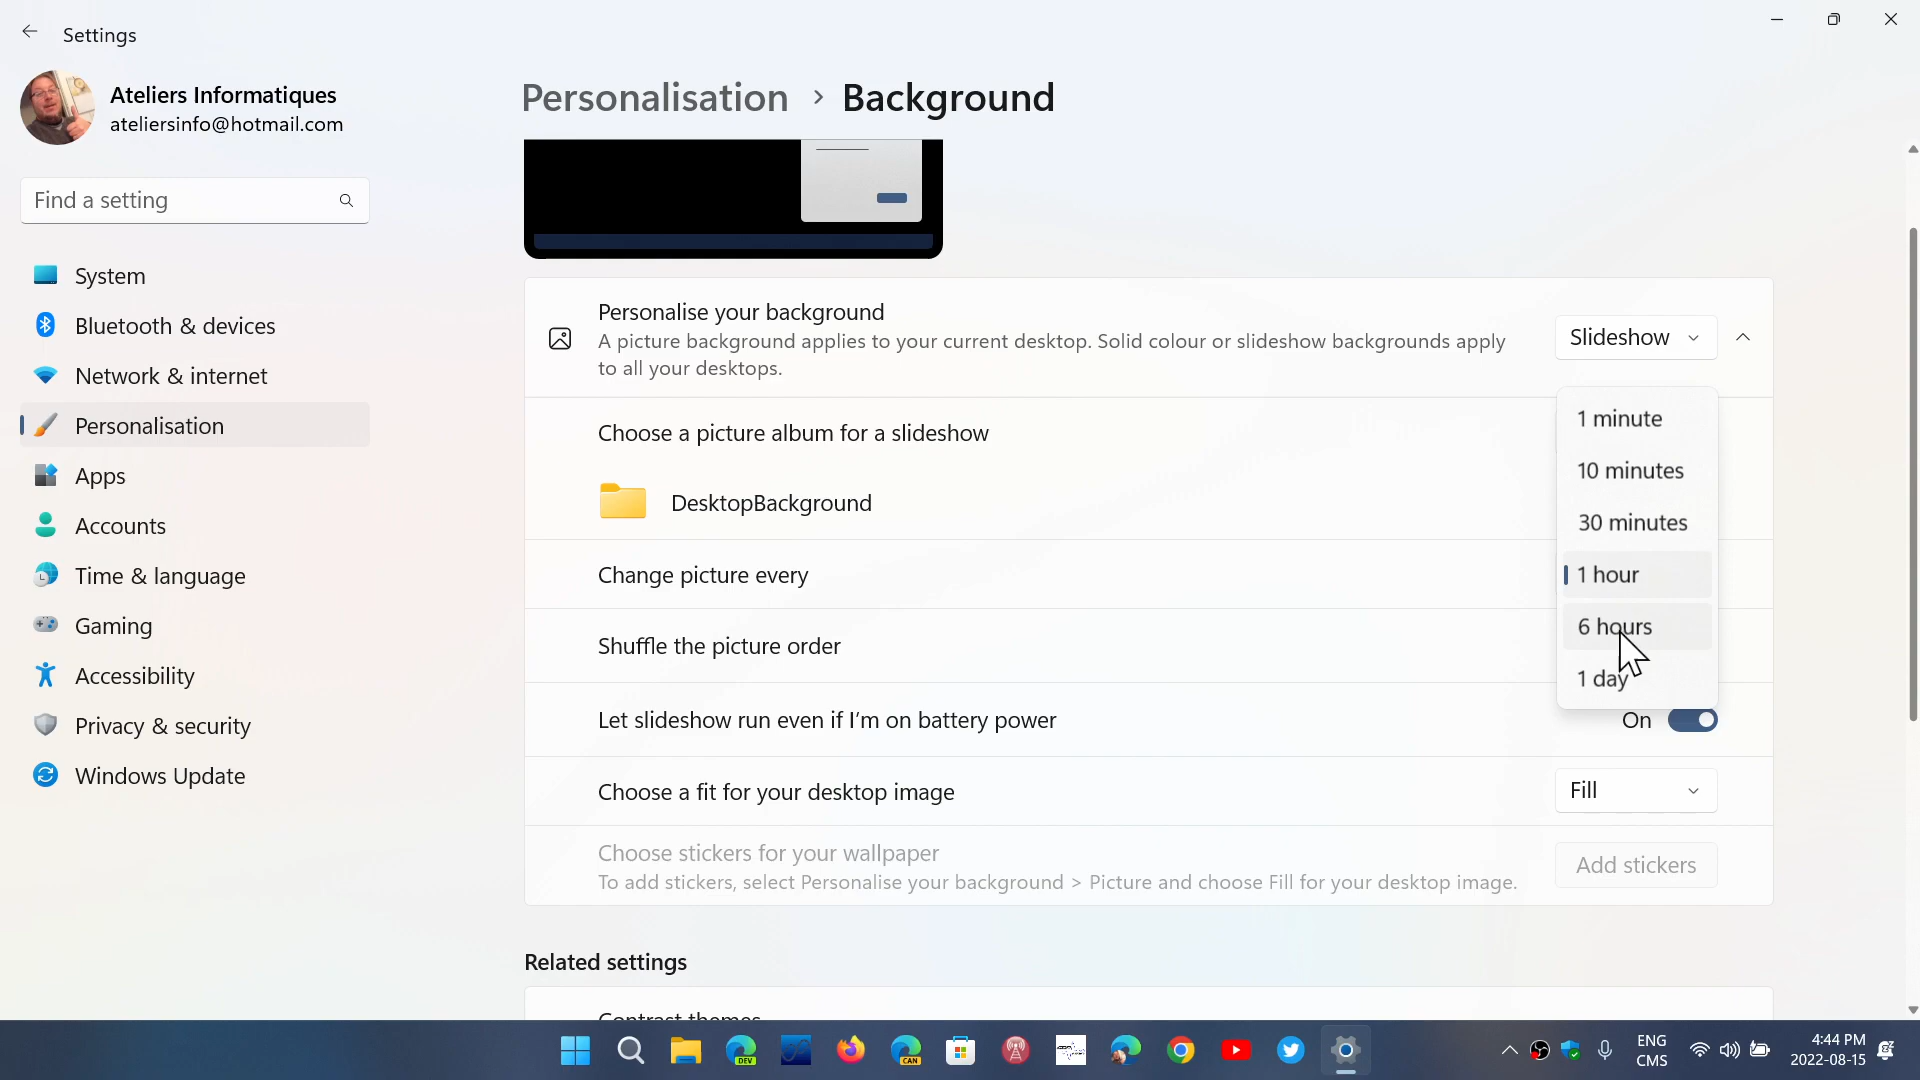 Settings
Ateliers Informatiques
ateliersinfo@hotmail.com
Find a setting
System
Bluetooth & devices
Network & internet
Personalisation
Apps
Accounts
Time & language
Gaming
Accessibility
Privacy & security
Windows Update
Personalisation > Background
Personalise your background
A picture background applies to your current desktop. Solid colour or slideshow backgrounds apply
to all your desktops.
Slideshow
Choose a picture album for a slideshow
DesktopBackground
Change picture every
1 minute
10 minutes
30 minutes
1 hour
6 hours
1 day
Shuffle the picture order
Let slideshow run even if I'm on battery power
On
Choose a fit for your desktop image
Fill
Choose stickers for your wallpaper
To add stickers, select Personalise your background > Picture and choose Fill for your desktop image.
Add stickers
Related settings
Contrast themes
DEV
CAN
ENG
CMS
4:44 PM
2022-08-15